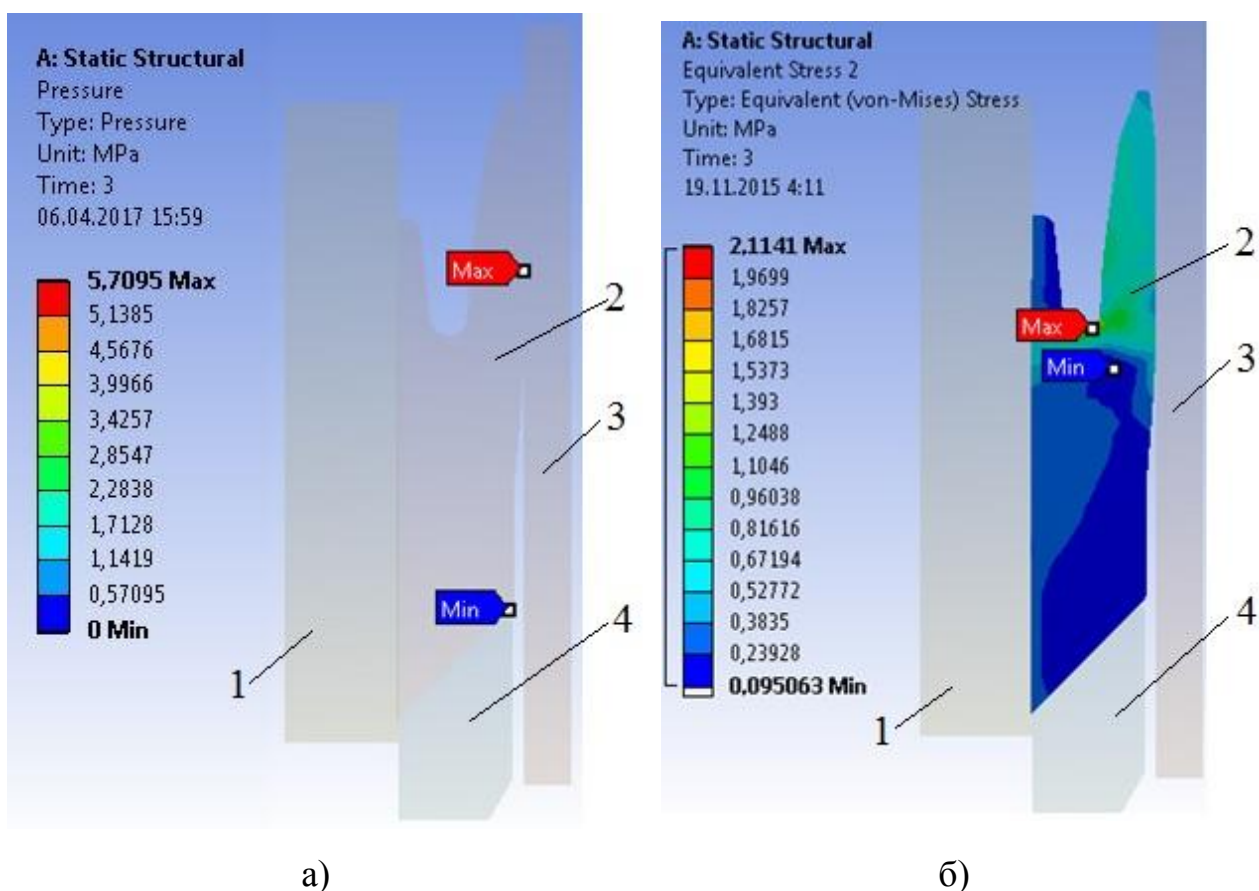 A: Static Structural
Pressure
Type: Pressure
Unit: MPa
Time: 3
06.04.2017 15:59
5,7095 Max
5,1385
4,5676
3,9966
3,4257
2,8547
2,2838
1,7128
1,1419
0,57095
0 Min
Max
Min
2
3
4
1
а)
A: Static Structural
Equivalent Stress 2
Type: Equivalent (von-Mises) Stress
Unit: MPa
Time: 3
19.11.2015 4:11
2,1141 Max
1,9699
1,8257
1,6815
1,5373
1,393
1,2488
1,1046
0,96038
0,81616
0,67194
0,52772
0,3835
0,23928
0,095063 Min
Max
Min
2
3
4
1
б)